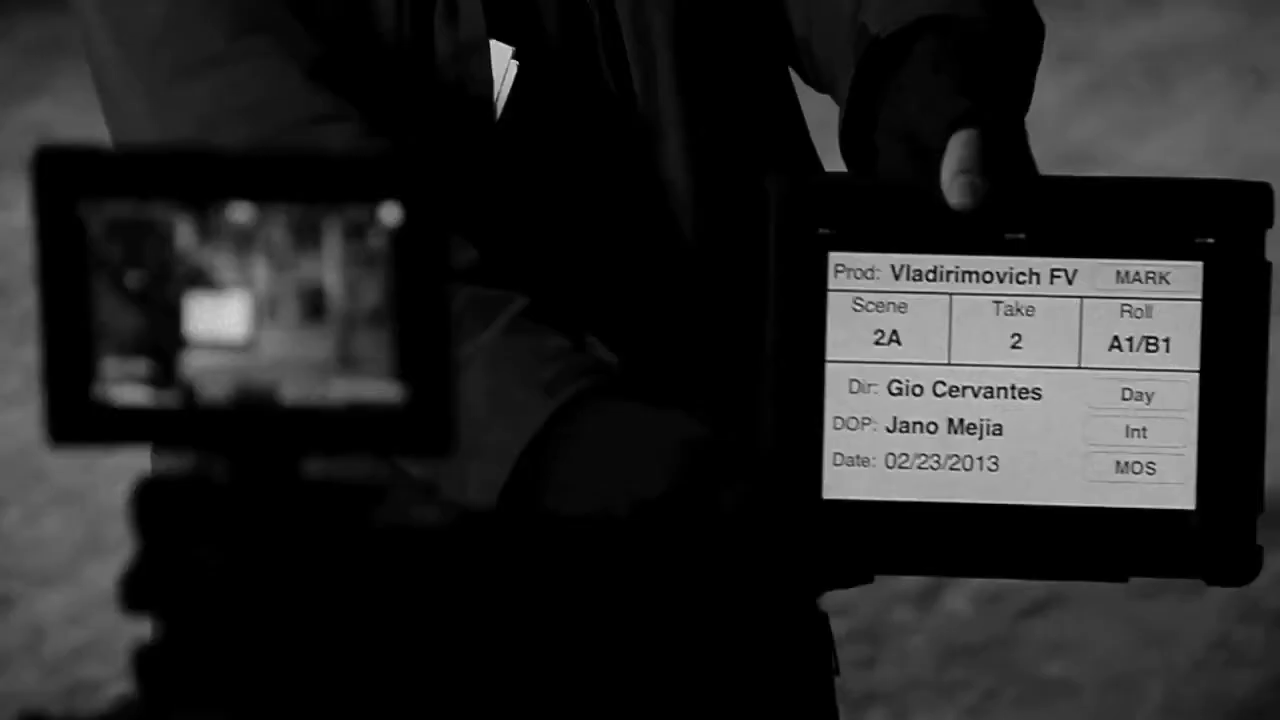 Prod: Vladirimovich FV MARK
Scene Take Roll
2A 2 A1/B1
Dir: Gio Cervantes Day
DOP: Jano Mejia Int
Date: 02/23/2013 MOS